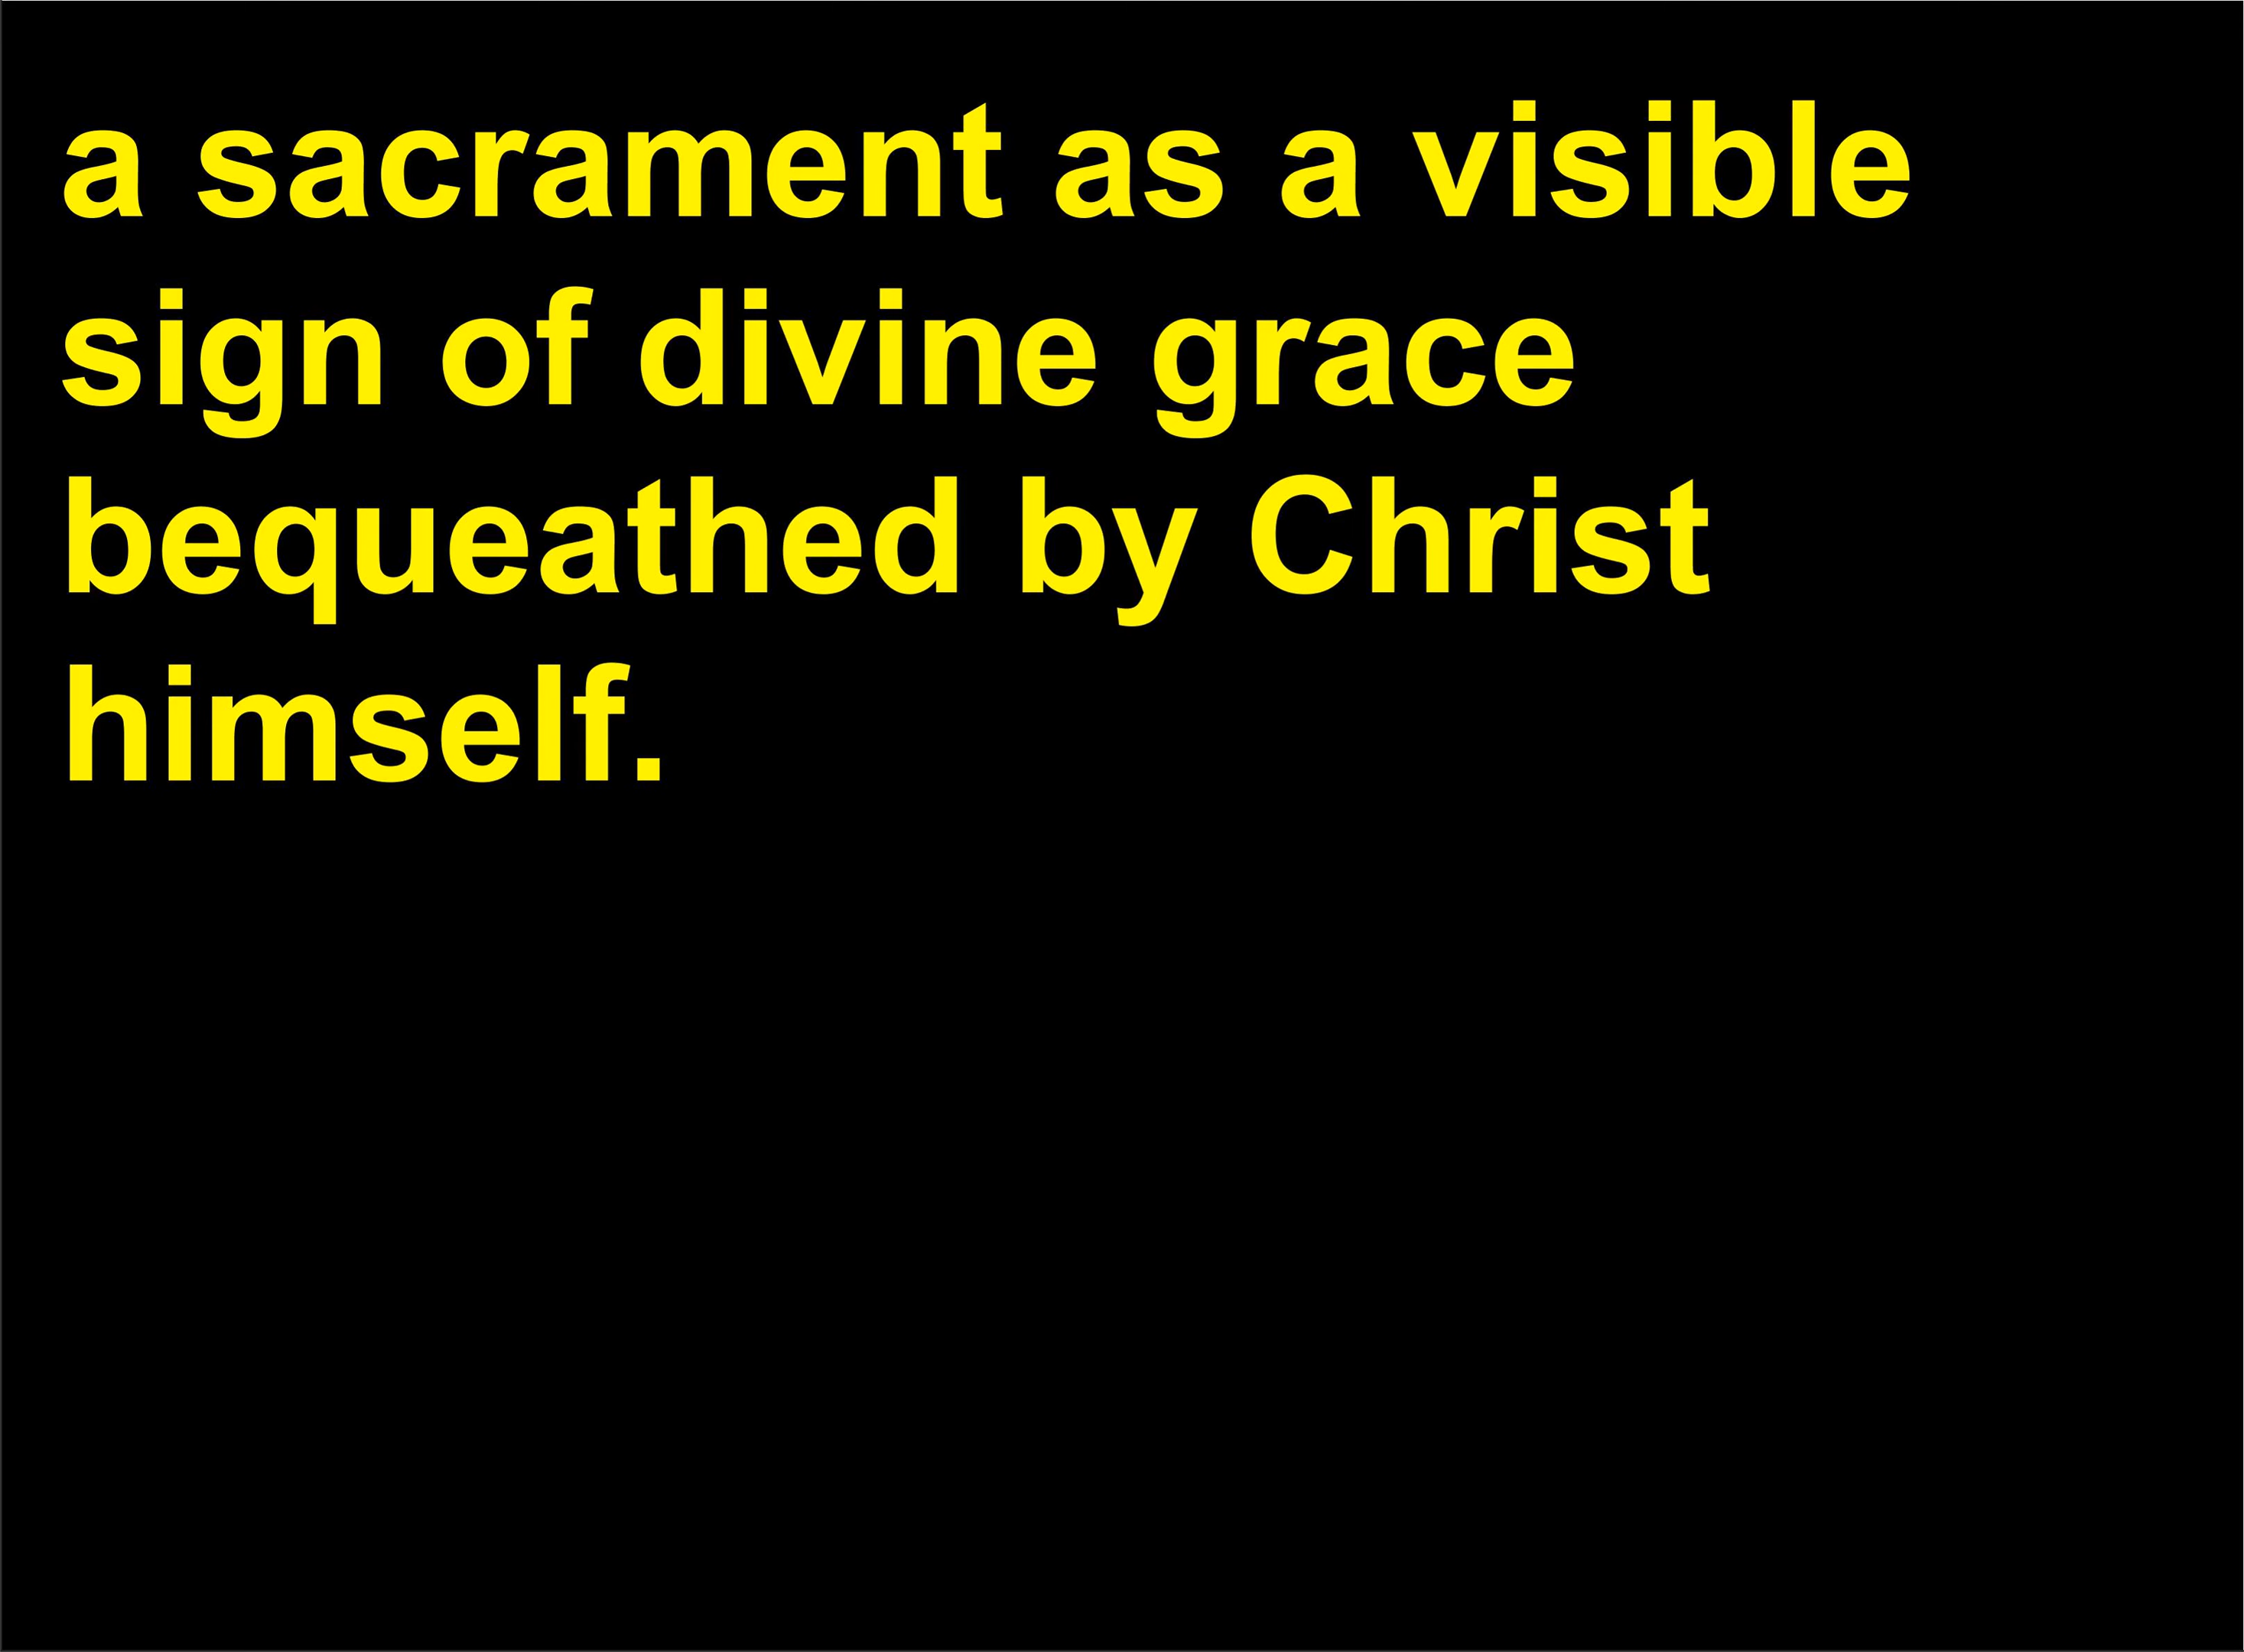 a sacrament as a visible
sign of divine grace
bequeathed by Christ
himself.